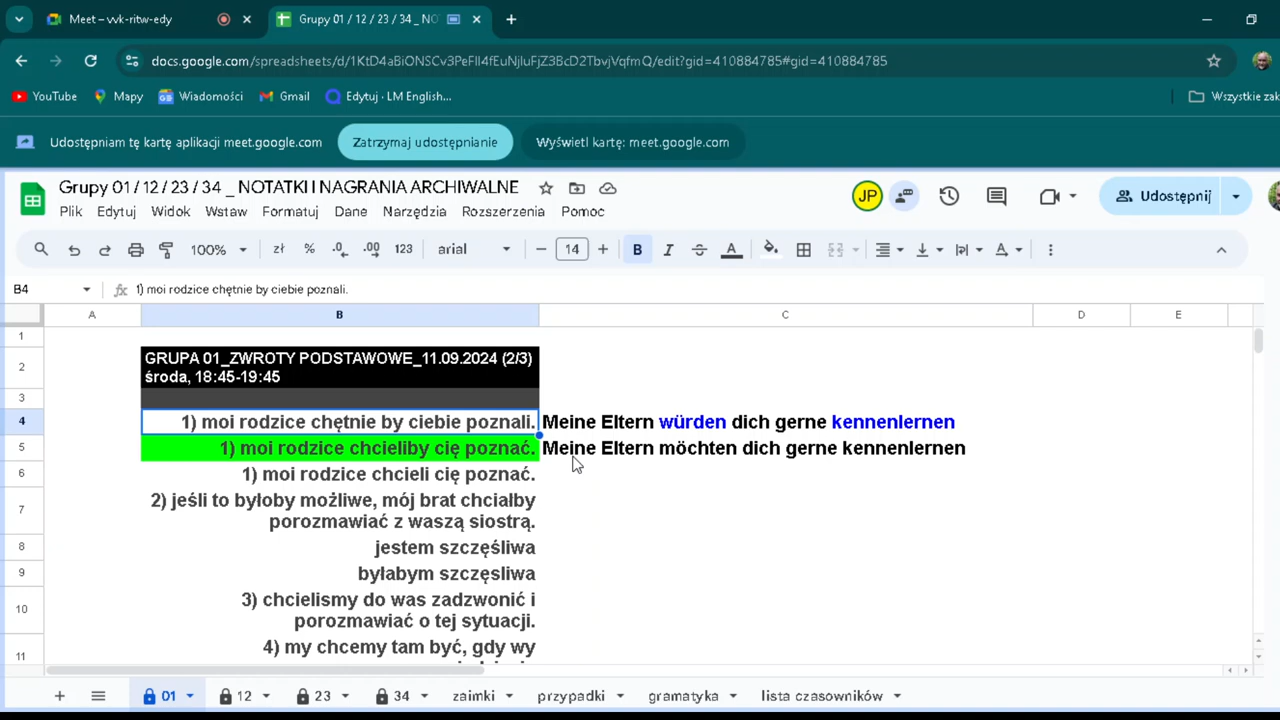 Meet – vvk-ritw-edy
Grupy 01 / 12 / 23 / 34 _ NO
docs.google.com/spreadsheets/d/1KtD4aBiONSCv3PeFlI4fEuNjluFjZ3BcD2TbvjVqfmQ/edit?gid=410884785#gid=410884785
YouTube
Mapy
Wiadomości
Gmail
Edytuj · LM English...
Wszystkie zak
Udostępniam tę kartę aplikacji meet.google.com
Zatrzymaj udostępnianie
Wyświetl kartę: meet.google.com
Grupy 01 / 12 / 23 / 34 _ NOTATKI I NAGRANIA ARCHIWALNE
JP
Udostępnij
Plik Edytuj Widok Wstaw Formatuj Dane Narzędzia Rozszerzenia Pomoc
100% zł % .0 .00 123 arial 14 B I A
B4 fx 1) moi rodzice chętnie by ciebie poznali.
A B C D E
1
2 GRUPA 01_ZWROTY PODSTAWOWE_11.09.2024 (2/3)
środa, 18:45-19:45
3
4 1) moi rodzice chętnie by ciebie poznali. Meine Eltern würden dich gerne kennenlernen
5 1) moi rodzice chcieliby cię poznać. Meine Eltern möchten dich gerne kennenlernen
6 1) moi rodzice chcieli cię poznać.
7 2) jeśli to byłoby możliwe, mój brat chciałby
porozmawiać z waszą siostrą.
8 jestem szczęśliwa
9 byłabym szczęsliwa
10 3) chcielismy do was zadzwonić i
porozmawiać o tej sytuacji.
11 4) my chcemy tam być, gdy wy
01 12 23 34 zaimki przypadki gramatyka lista czasowników